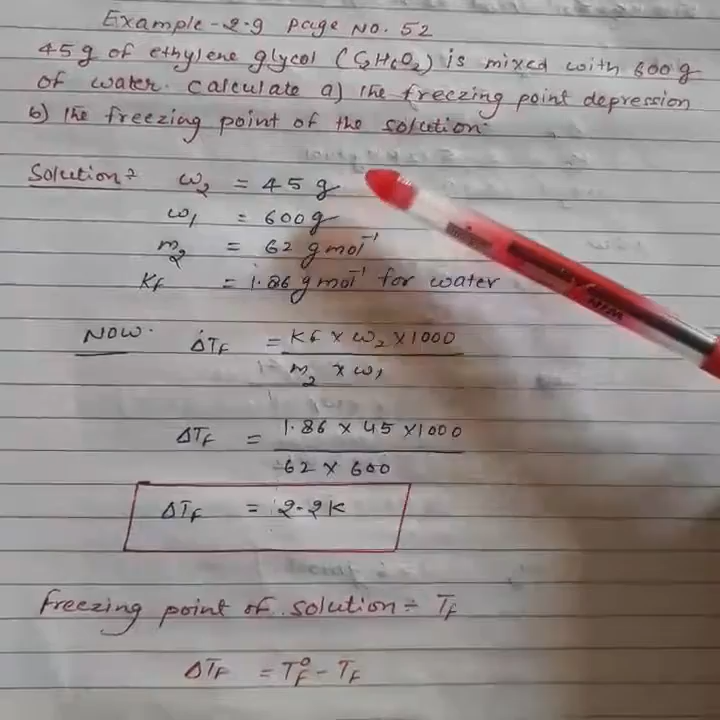 Example-2.9 page No. 52
45g of ethylene glycol (C2H6O2) is mixed with 600g
of water. calculate a) the freezing point depression
b) the freezing point of the solution.
Solution:- w2 = 45 g
w1 = 600g
m2 = 62 g mol-1
Kf = 1.86 g mol-1 for water
NOW. ΔTf = Kf x w2 x 1000
m2 x w1
ΔTf = 1.86 x 45 x 1000
62 x 600
ΔTf = 2.2K
freezing point of solution ÷ Tf
ΔTf = T°f - Tf